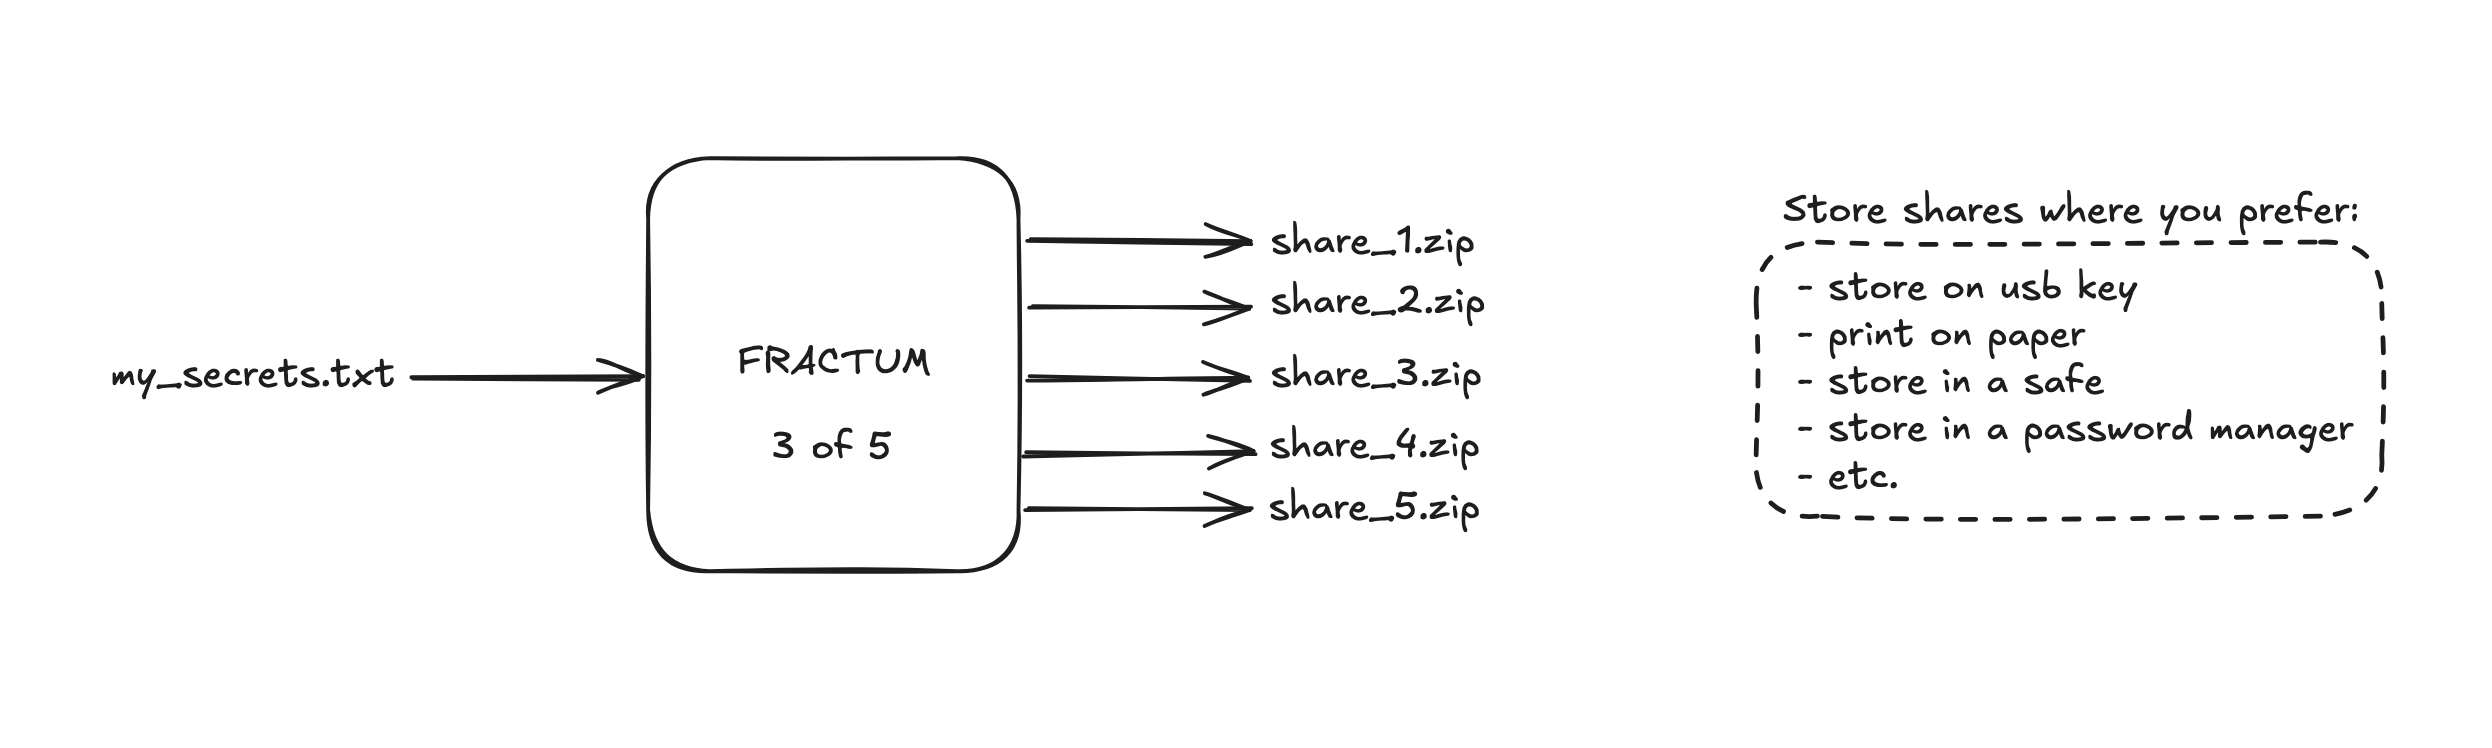 my_secrets.txt
FRACTUM
3 of 5
share_1.zip
share_2.zip
share_3.zip
share_4.zip
share_5.zip
Store shares where you prefer:
- store on usb key
- print on paper
- store in a safe
- store in a password manager
- etc.